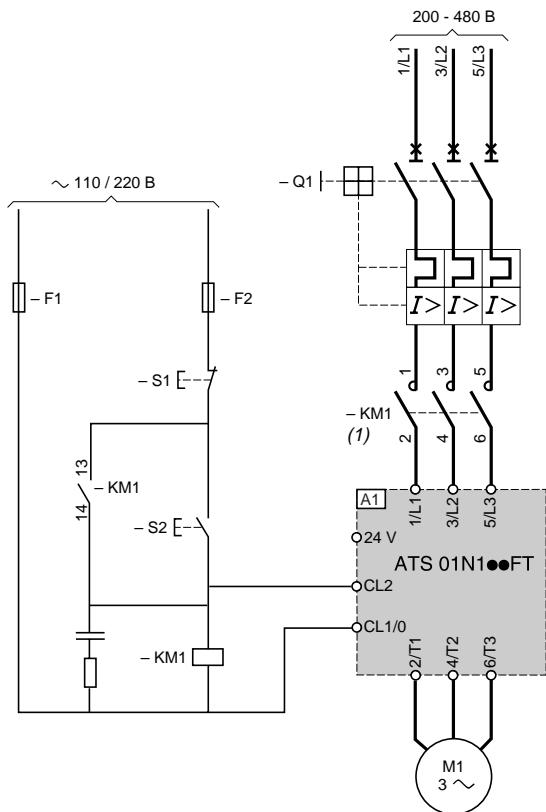 200 - 480 В
1/L1
3/L2
5/L3
~ 110 / 220 В
– Q1
– F1
– F2
I>
I>
I>
– S1
1
3
5
– KM1
(1)
2
4
6
13
14
– KM1
A1
1/L1
3/L2
5/L3
– S2
24 V
ATS 01N1●●FT
CL2
CL1/0
– KM1
2/T1
4/T2
6/T3
M1
3 ~